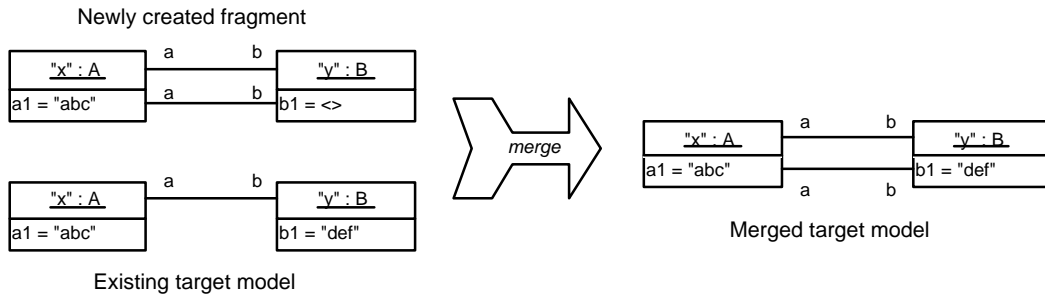 Newly created fragment
a b
"x" : A "y" : B
a b
a1 = "abc" b1 = <>
merge
a b
"x" : A "y" : B
a1 = "abc" b1 = "def"
a b
Merged target model
a b
"x" : A "y" : B
a1 = "abc" b1 = "def"
Existing target model